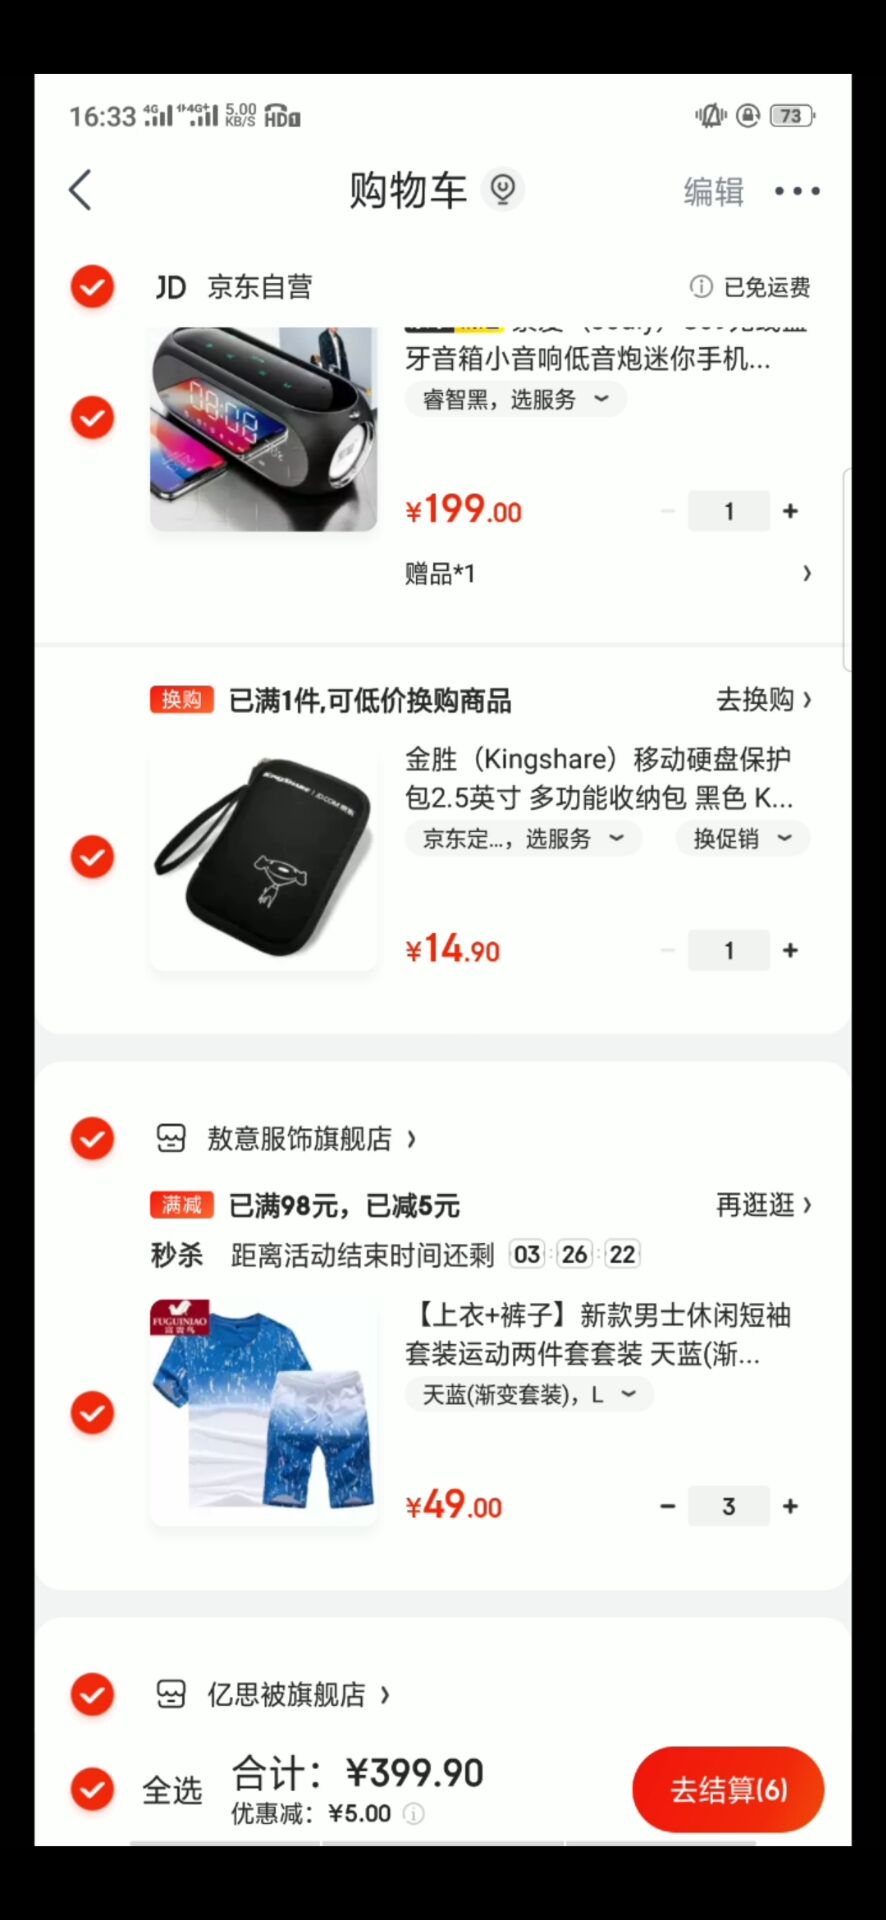 16:33 4G 4G+ 5.00 KB/S HD 1 73
购物车 编辑
JD 京东自营 已免运费
牙音箱小音响低音炮迷你手机...
08:09
睿智黑，选服务
¥199.00 1 +
赠品*1
换购 已满1件,可低价换购商品 去换购
金胜（Kingshare）移动硬盘保护
包2.5英寸 多功能收纳包 黑色 K...
京东定...，选服务 换促销
¥14.90 1 +
敖意服饰旗舰店
满减 已满98元，已减5元 再逛逛
秒杀 距离活动结束时间还剩 03:26:22
FUGUINIAO
富贵鸟
【上衣+裤子】新款男士休闲短袖
套装运动两件套套装 天蓝(渐...
天蓝(渐变套装)，L
¥49.00 - 3 +
亿思被旗舰店
全选 合计：¥399.90 去结算(6)
优惠减：¥5.00